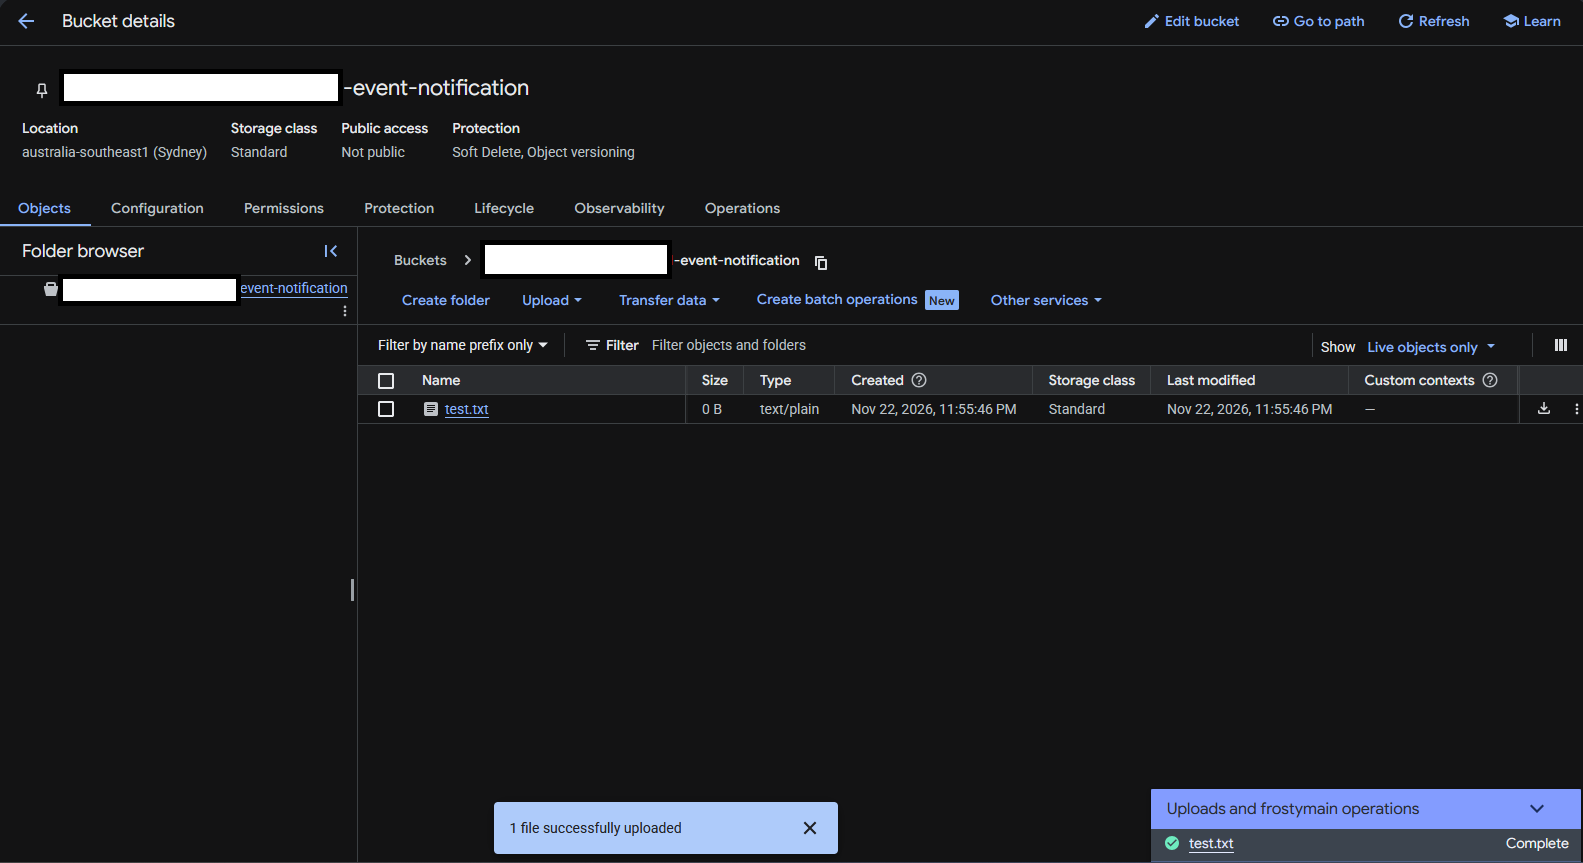 Bucket details
Edit bucket Go to path Refresh Learn
-event-notification
Location Storage class Public access Protection
australia-southeast1 (Sydney) Standard Not public Soft Delete, Object versioning
Objects Configuration Permissions Protection Lifecycle Observability Operations
Folder browser
event-notification
Buckets > -event-notification
Create folder Upload Transfer data Create batch operations New Other services
Filter by name prefix only Filter Filter objects and folders Show Live objects only
Name Size Type Created Storage class Last modified Custom contexts
test.txt 0 B text/plain Nov 22, 2026, 11:55:46 PM Standard Nov 22, 2026, 11:55:46 PM —
1 file successfully uploaded
Uploads and frostymain operations
test.txt Complete